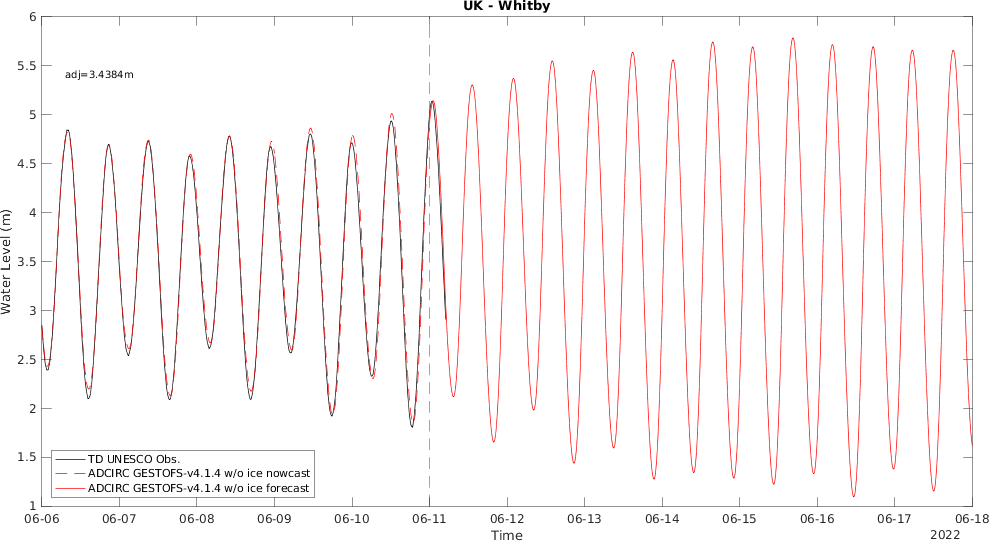 UK - Whitby
6
5.5
5
4.5
4
3.5
3
2.5
2
1.5
1
Water Level (m)
adj=3.4384m
TD UNESCO Obs.
ADCIRC GESTOFS-v4.1.4 w/o ice nowcast
ADCIRC GESTOFS-v4.1.4 w/o ice forecast
06-06 06-07 06-08 06-09 06-10 06-11 06-12 06-13 06-14 06-15 06-16 06-17 06-18
Time
2022